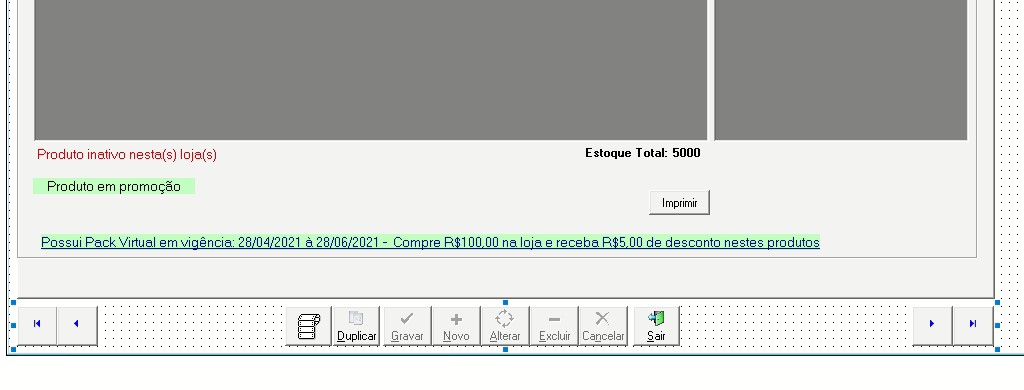 Produto inativo nesta(s) loja(s)
Estoque Total: 5000
Produto em promoção
Imprimir
Possui Pack Virtual em vigência: 28/04/2021 à 28/06/2021 - Compre R$100,00 na loja e receba R$5,00 de desconto nestes produtos
Duplicar Gravar Novo Alterar Excluir Cancelar Sair